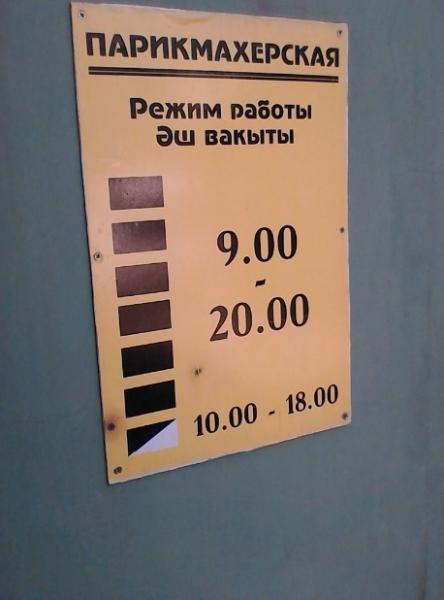 ПАРИКМАХЕРСКАЯ
Режим работы
Әш вакыты
9.00
-
20.00
10.00 - 18.00